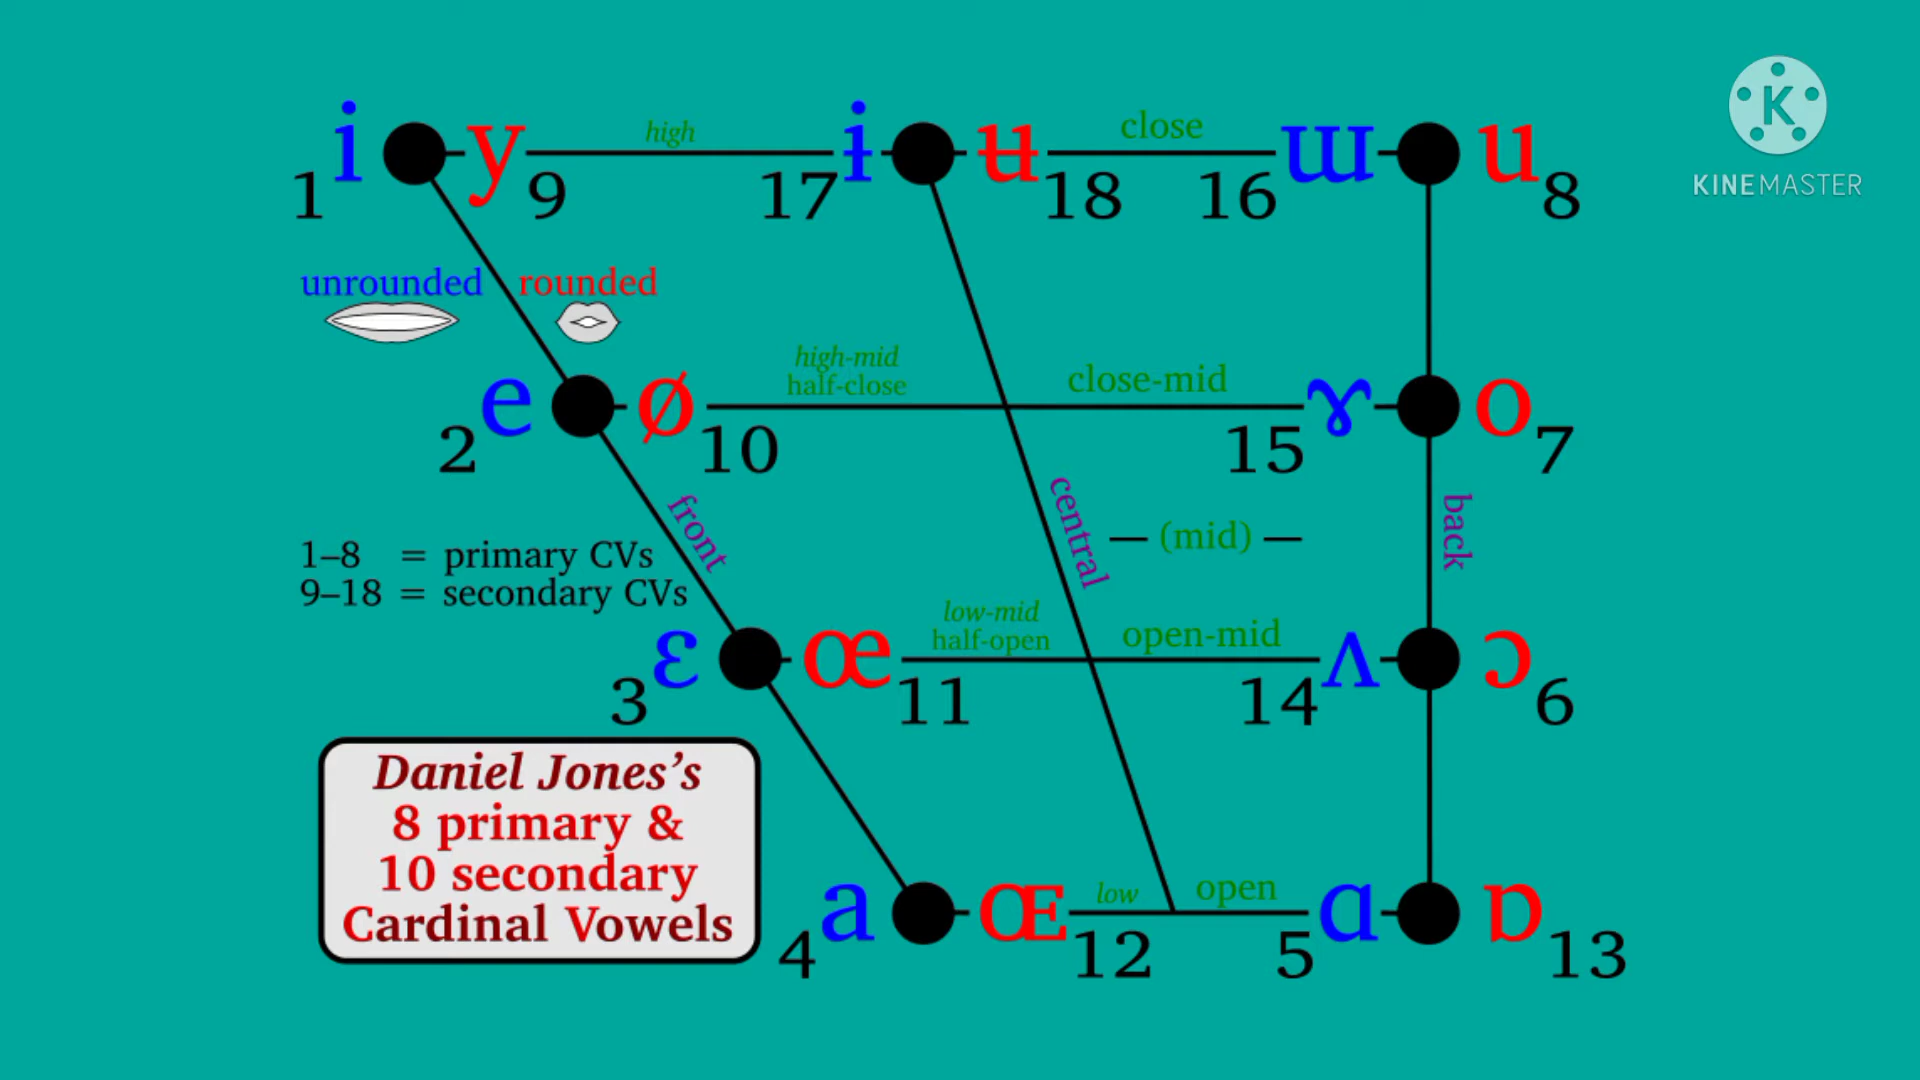 i y high ɨ ʉ close ɯ u
1 9 17 18 16 8
KINEMASTER
unrounded rounded
high-mid
half-close
close-mid
e ø ɤ o
2 10 15 7
front
central
(mid)
back
1–8 = primary CVs
9–18 = secondary CVs
low-mid
half-open
open-mid
ɛ œ ʌ ɔ
3 11 14 6
Daniel Jones’s
8 primary &
10 secondary
Cardinal Vowels
a ɶ low open ɑ ɒ
4 12 5 13